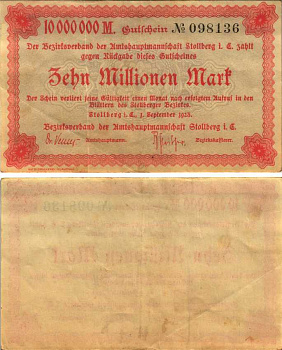 10 000 000 M. Gutschein № 098136
Der Bezirksverband der Amtshauptmannschaft Stollberg i. E. zahlt
gegen Rückgabe dieses Gutscheines
Zehn Millionen Mark
Der Schein verliert seine Gültigkeit einen Monat nach erfolgtem Aufruf in den
Blättern des Stollberger Bezirks.
Stollberg i. E., 1. September 1923.
Bezirksverband der Amtshauptmannschaft Stollberg i. E.
Amtshauptmann. Bezirkskassierer.